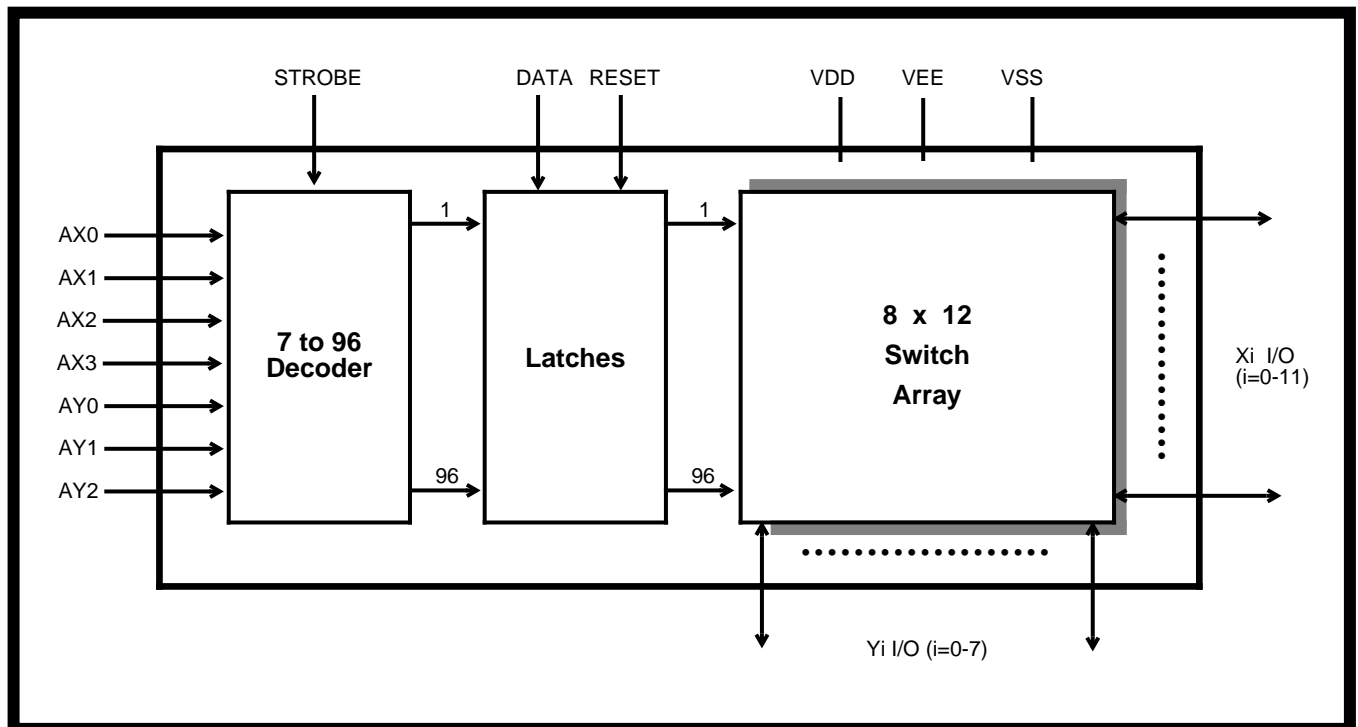 STROBE
DATA RESET
VDD VEE VSS
AX0
AX1
AX2
AX3
AY0
AY1
AY2
7 to 96
Decoder
1
96
Latches
1
96
8 x 12
Switch
Array
Xi I/O
(i=0-11)
Yi I/O (i=0-7)